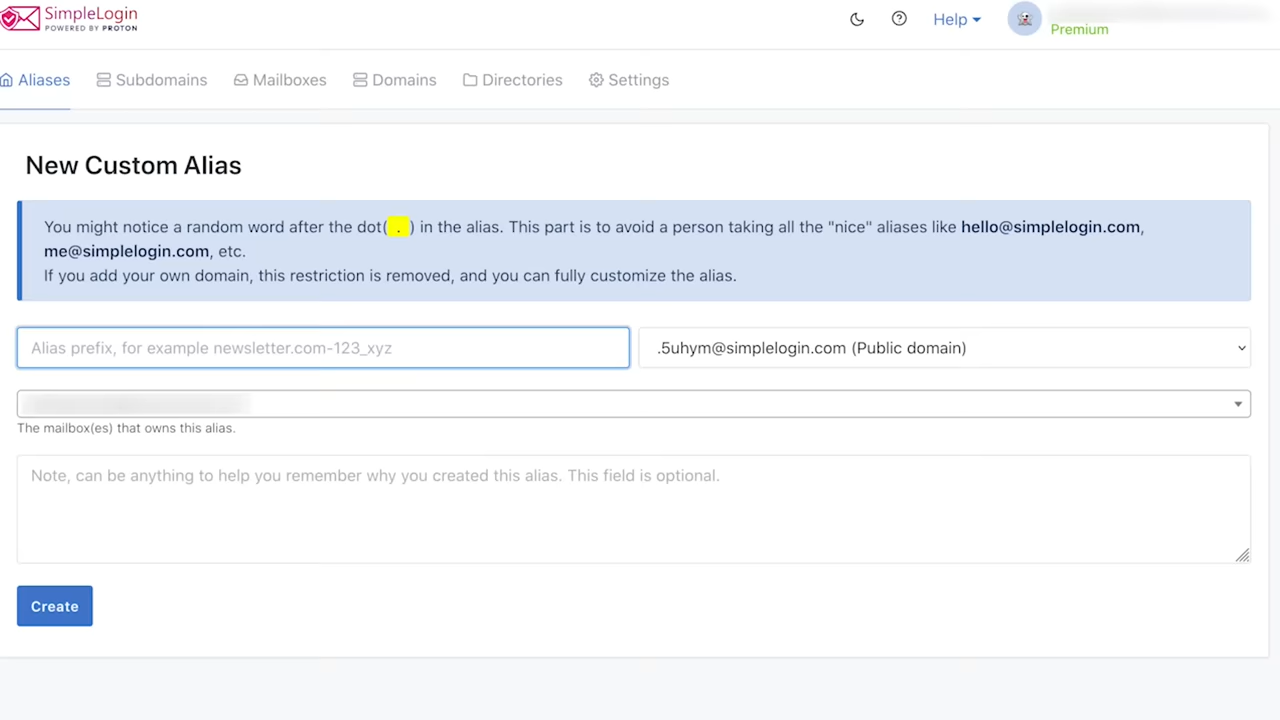 SimpleLogin
POWERED BY PROTON
Help
Premium
Aliases
Subdomains
Mailboxes
Domains
Directories
Settings
New Custom Alias
You might notice a random word after the dot( . ) in the alias. This part is to avoid a person taking all the "nice" aliases like hello@simplelogin.com,
me@simplelogin.com, etc.
If you add your own domain, this restriction is removed, and you can fully customize the alias.
Alias prefix, for example newsletter.com-123_xyz
.5uhym@simplelogin.com (Public domain)
The mailbox(es) that owns this alias.
Note, can be anything to help you remember why you created this alias. This field is optional.
Create